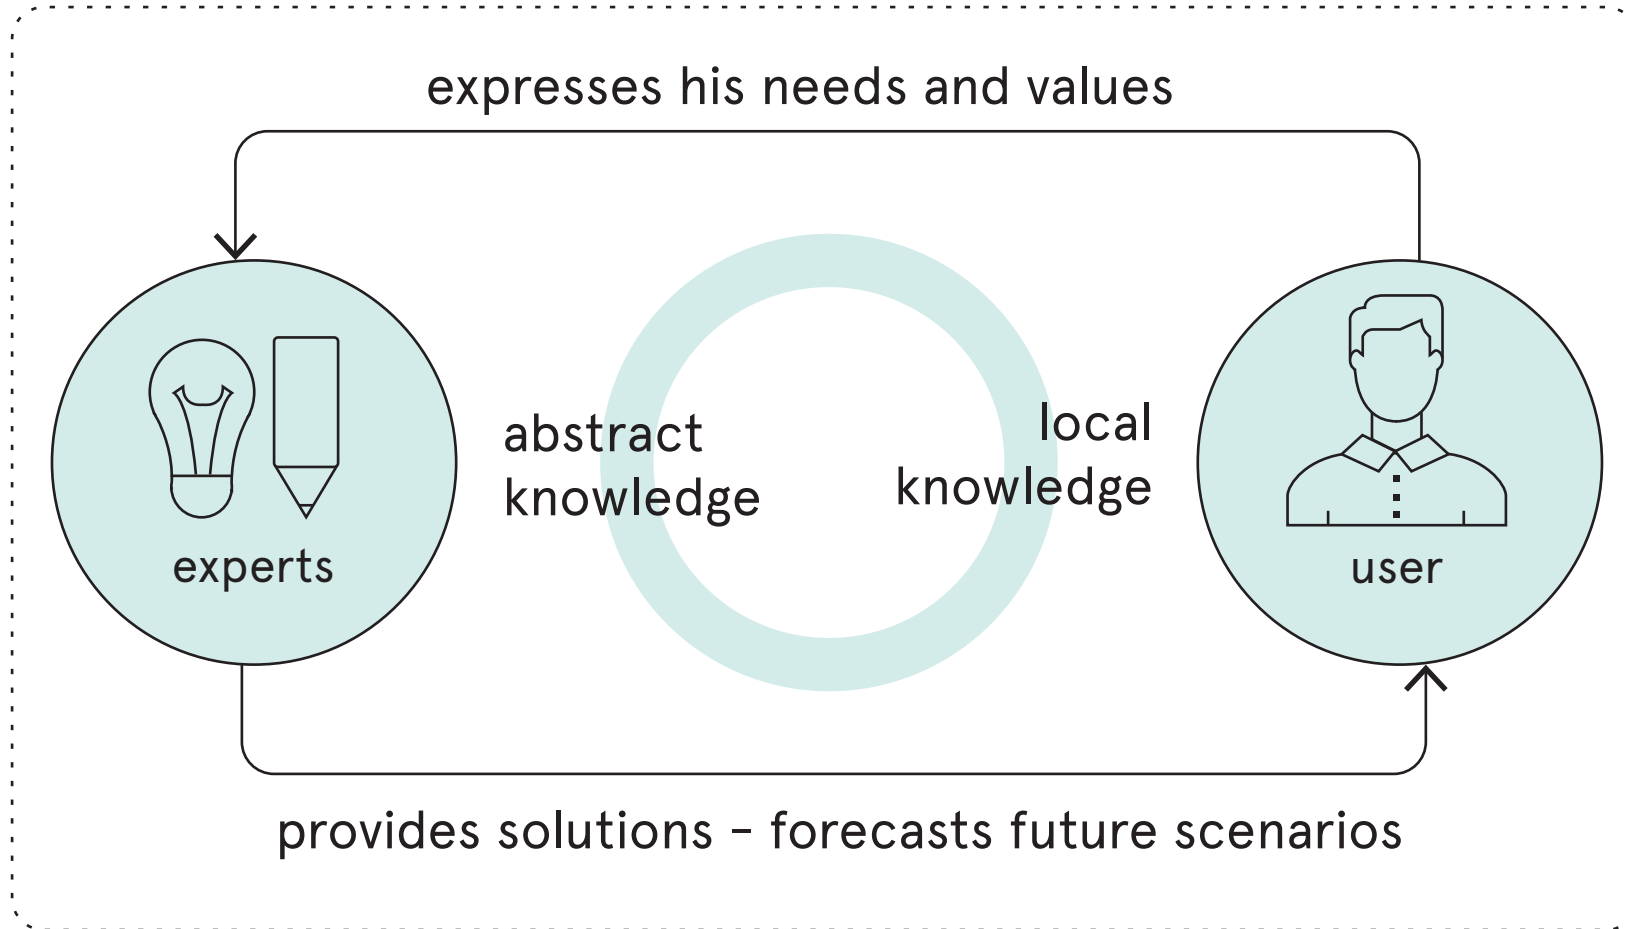 expresses his needs and values
abstract
knowledge
local
knowledge
experts
user
provides solutions - forecasts future scenarios